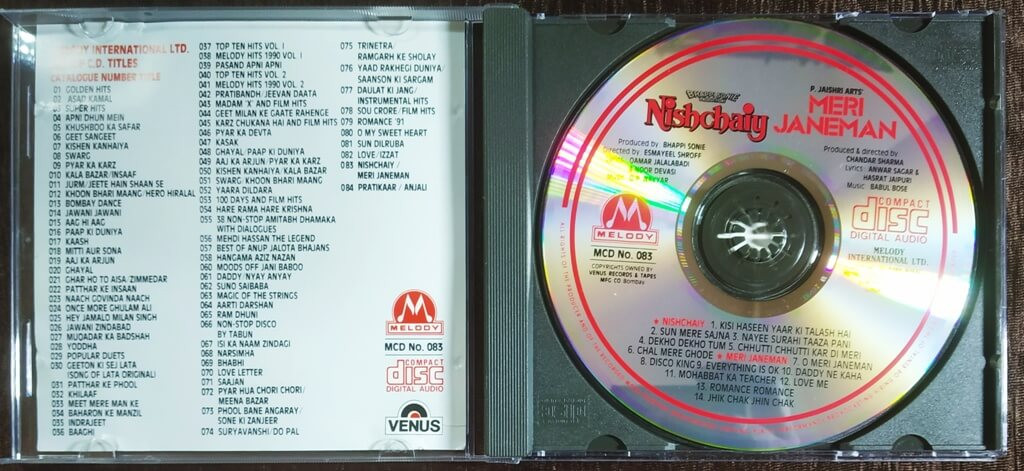 INTERNATIONAL LTD.
C.D. TITLES
CATALOGUE NUMBER TITLE
01 GOLDEN HITS
02 ASAD KAMAL
03 SUPER HITS
04 APNI DHUN MEIN
05 KHUSHBOO KA SAFAR
06 GEET SANGEET
07 KISHEN KANHAIYA
08 SWARG
09 PYAR KA KARZ
010 KALA BAZAR/INSAAF
011 JURM/JEETE HAIN SHAAN SE
012 KHOON BHARI MAANG/HERO HIRALAL
013 BOMBAY DANCE
014 JAWANI JAWANI
015 AAG HI AAG
016 PAAP KI DUNIYA
017 KAASH
018 MITTI AUR SONA
019 AAJ KA ARJUN
020 GHAYAL
021 GHAR HO TO AISA/ZIMMEDAR
022 PATTHAR KE INSAAN
023 NAACH GOVINDA NAACH
024 ONCE MORE GHULAM ALI
025 HEY JAMALO MILAN SINGH
026 JAWANI ZINDABAD
027 MUQADAR KA BADSHAH
028 YODDHA
029 POPULAR DUETS
030 GEETON KI SEJ LATA
(SONG OF LATA ORIGINAL)
031 PATTHAR KE PHOOL
032 KHILAAF
033 MEET MERE MAN KE
034 BAHARON KE MANZIL
035 INDRAJEET
036 BAAGHI
037 TOP TEN HITS VOL 1
038 MELODY HITS 1990 VOL 1
039 PASAND APNI APNI
040 TOP TEN HITS VOL. 2
041 MELODY HITS 1990 VOL. 2
042 PRATIBANDH/JEEVAN DAATA
043 MADAM 'X' AND FILM HITS
044 GEET MILAN KE GAATE RAHENGE
045 KARZ CHUKANA HAI AND FILM HITS
046 PYAR KA DEVTA
047 KASAK
048 GHAYAL/PAAP KI DUNIYA
049 AAJ KA ARJUN/PYAR KA KARZ
050 KISHEN KANHAIYA/KALA BAZAR
051 SWARG/KHOON BHARI MAANG
052 YAARA DILDARA
053 100 DAYS AND FILM HITS
054 HARE RAMA HARE KRISHNA
055 38 NON-STOP AMITABH DHAMAKA
WITH DIALOGUES
056 MEHDI HASSAN THE LEGEND
057 BEST OF ANUP JALOTA BHAJANS
058 HANGAMA AZIZ NAZAN
060 MOODS OFF JANI BABOO
061 DADDY NYAY ANYAY
062 SUNO SAIBABA
063 MAGIC OF THE STRINGS
064 AARTI DARSHAN
065 RAM DHUNI
066 NON-STOP DISCO
BY TABUN
067 ISI KA NAAM ZINDAGI
068 NARSIMHA
069 BHABHI
070 LOVE LETTER
071 SAAJAN
072 PYAR HUA CHORI CHORI/
MEENA BAZAR
073 PHOOL BANE ANGARAY/
SONE KI ZANJEER
074 SURYAVANSHI/DO PAL
075 TRINETRA/
RAMGARH KE SHOLAY
076 YAAD RAKHEGI DUNIYA/
SAANSON KI SARGAM
077 DAULAT KI JANG/
INSTRUMENTAL HITS
078 SOLI CRORE/FILM HITS
079 ROMANCE '91
080 O MY SWEET HEART
081 SUN DILRUBA
082 LOVE/IZZAT
083 NISHCHAIY/
MERI JANEMAN
084 PRATIKAAR/ANJALI
MELODY
MCD No. 083
COMPACT
disc
DIGITAL AUDIO
VENUS
BHAPPI SONIE
Nishchaiy
Produced by: BHAPPI SONIE
Directed by: ESMAYEEL SHROFF
QAMAR JALALABADI
NOOR DEVASI
P. JAISHRI ARTS'
MERI
JANEMAN
Produced & directed by
CHANDAR SHARMA
Lyrics: ANWAR SAGAR &
HASRAT JAIPURI
Music: BABUL BOSE
MELODY
MCD No. 083
COPYRIGHTS OWNED BY
VENUS RECORDS & TAPES
MFG CO. Bombay.
COMPACT
disc
DIGITAL AUDIO
MELODY
INTERNATIONAL LTD.
★ NISHCHAIY 1. KISI HASEEN YAAR KI TALASH HAI
2. SUN MERE SAJNA 3. NAYEE SURAHI TAAZA PANI
4. DEKHO DEKHO TUM 5. CHHUTTI CHHUTTI KAR DI MERI
6. CHAL MERE GHODE ★ MERI JANEMAN 7. O MERI JANEMAN
8. DISCO KING 9. EVERYTHING IS OK 10. DADDY NE KAHA
11. MOHABBAT KA TEACHER 12. LOVE ME
13. ROMANCE ROMANCE
14. JHIK CHAK JHIN CHAK